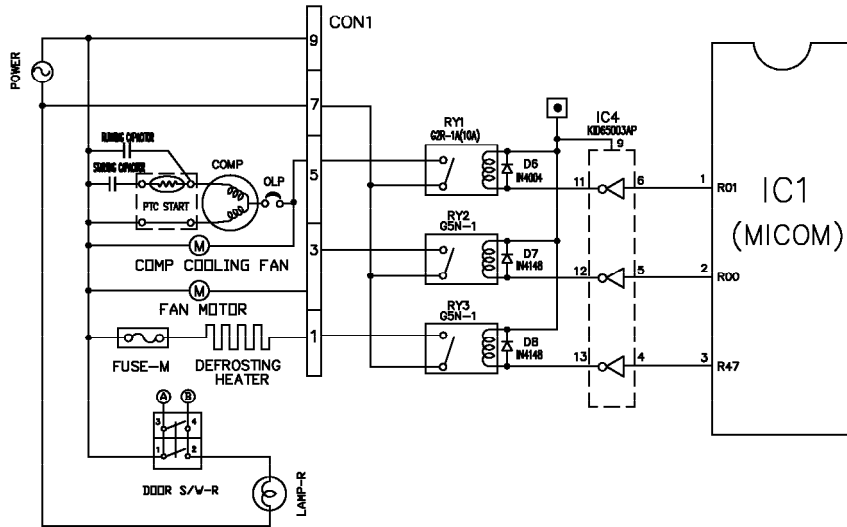 CON1
9
POWER
7
RUNNING CAPACITOR
STARTING CAPACITOR
COMP
OLP
PTC START
5
M
COMP COOLING FAN
3
M
FAN MOTOR
1
FUSE-M
DEFROSTING
HEATER
A B
3 4
1 2
DOOR S/W-R
LAMP-R
RY1
G2R-1A(10A)
D6
IN4004
RY2
G5N-1
D7
IN4148
RY3
G5N-1
D8
IN4148
IC4
KID65003AP
9
11 6
12 5
13 4
1 R01
2 R00
3 R47
IC1
(MICOM)